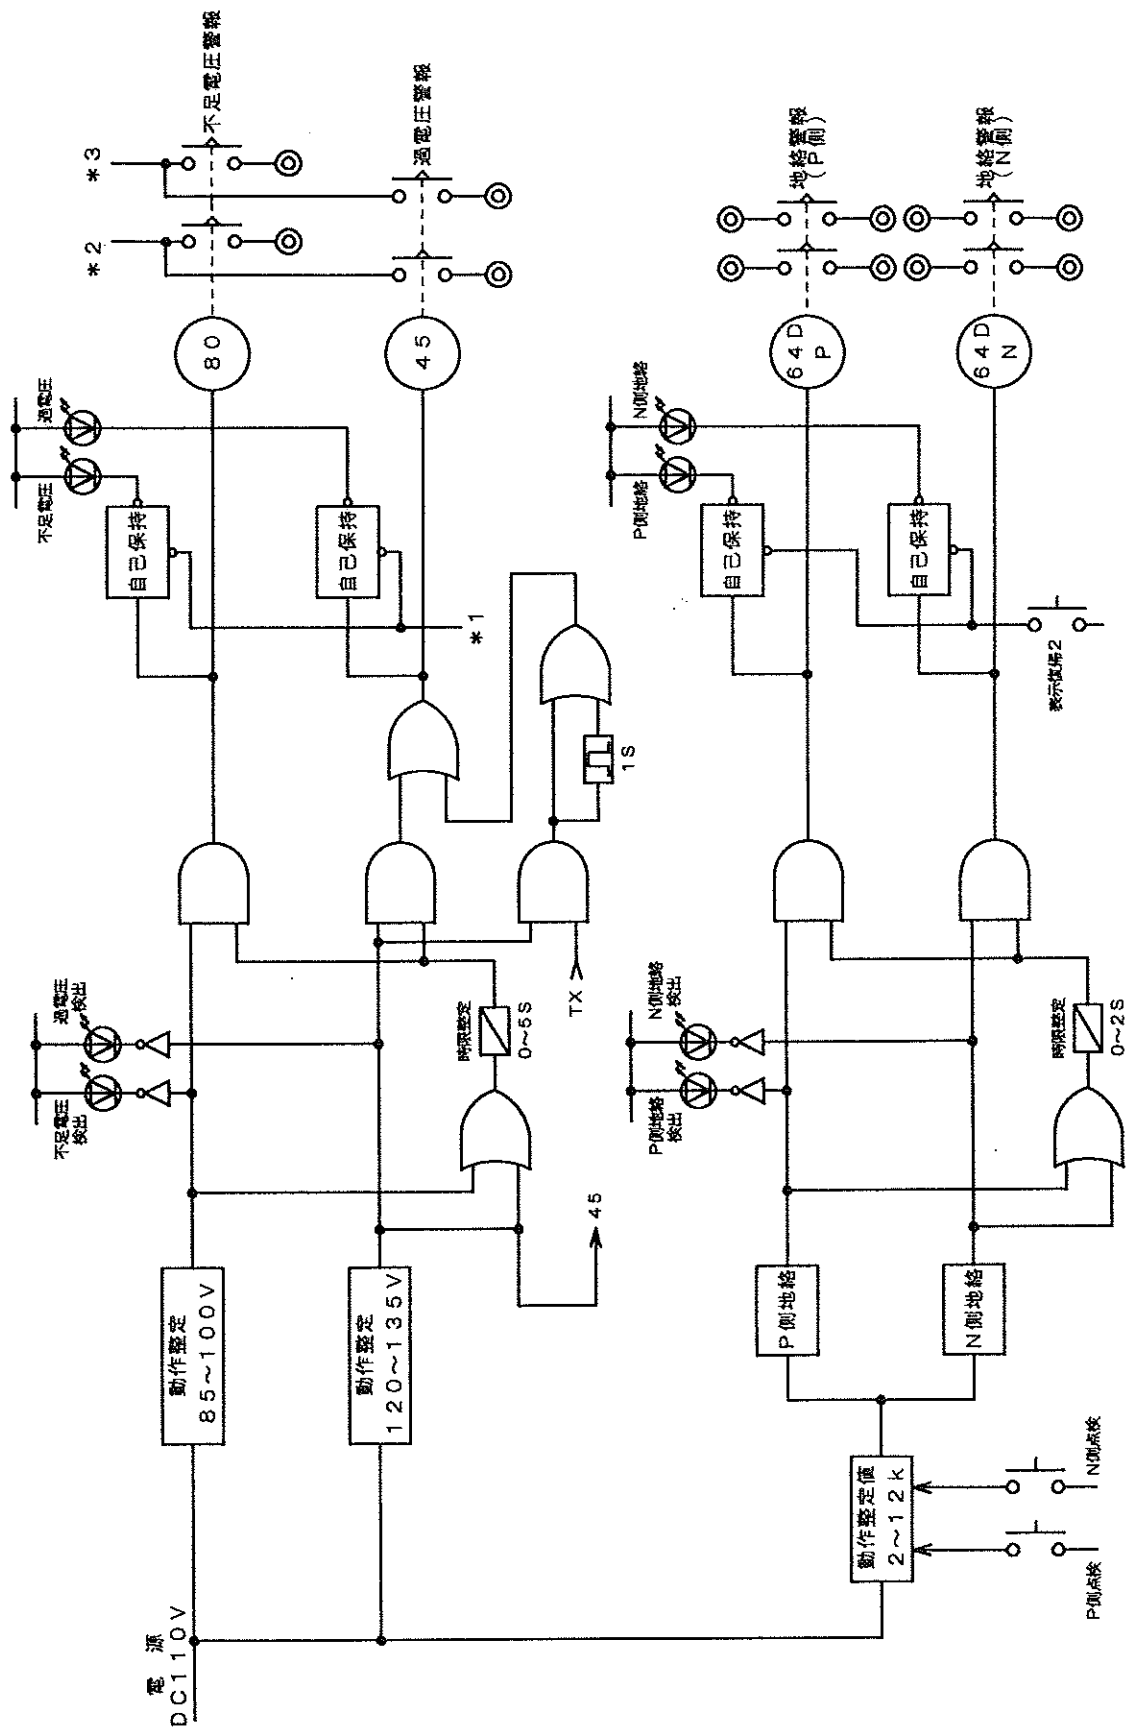 電源
DC110V
動作整定
85～100V
動作整定
120～135V
不足電圧
検出
過電圧
検出
45
時限整定
0～5S
TX
1S
不足電圧
過電圧
自己保持
自己保持
*1
80
45
*2
*3
不足電圧警報
過電圧警報
動作整定値
2～12k
P側点検
N側点検
P側地絡
N側地絡
P側地絡
検出
N側地絡
検出
時限整定
0～2S
P側地絡
N側地絡
自己保持
自己保持
表示復帰2
64D
P
64D
N
地絡警報
(P側)
地絡警報
(N側)